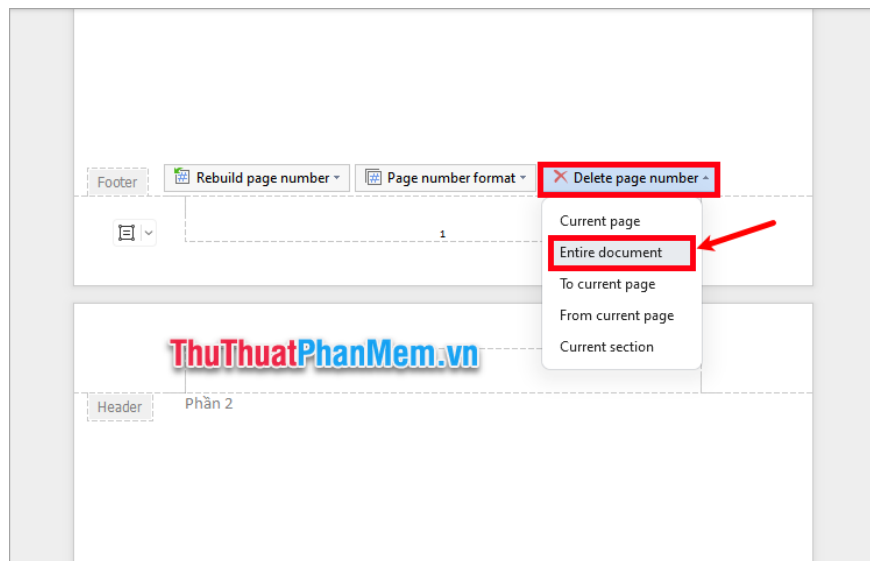 Footer
Rebuild page number
Page number format
Delete page number
1
Current page
Entire document
To current page
From current page
Current section
ThuThuatPhanMem.vn
Header
Phần 2